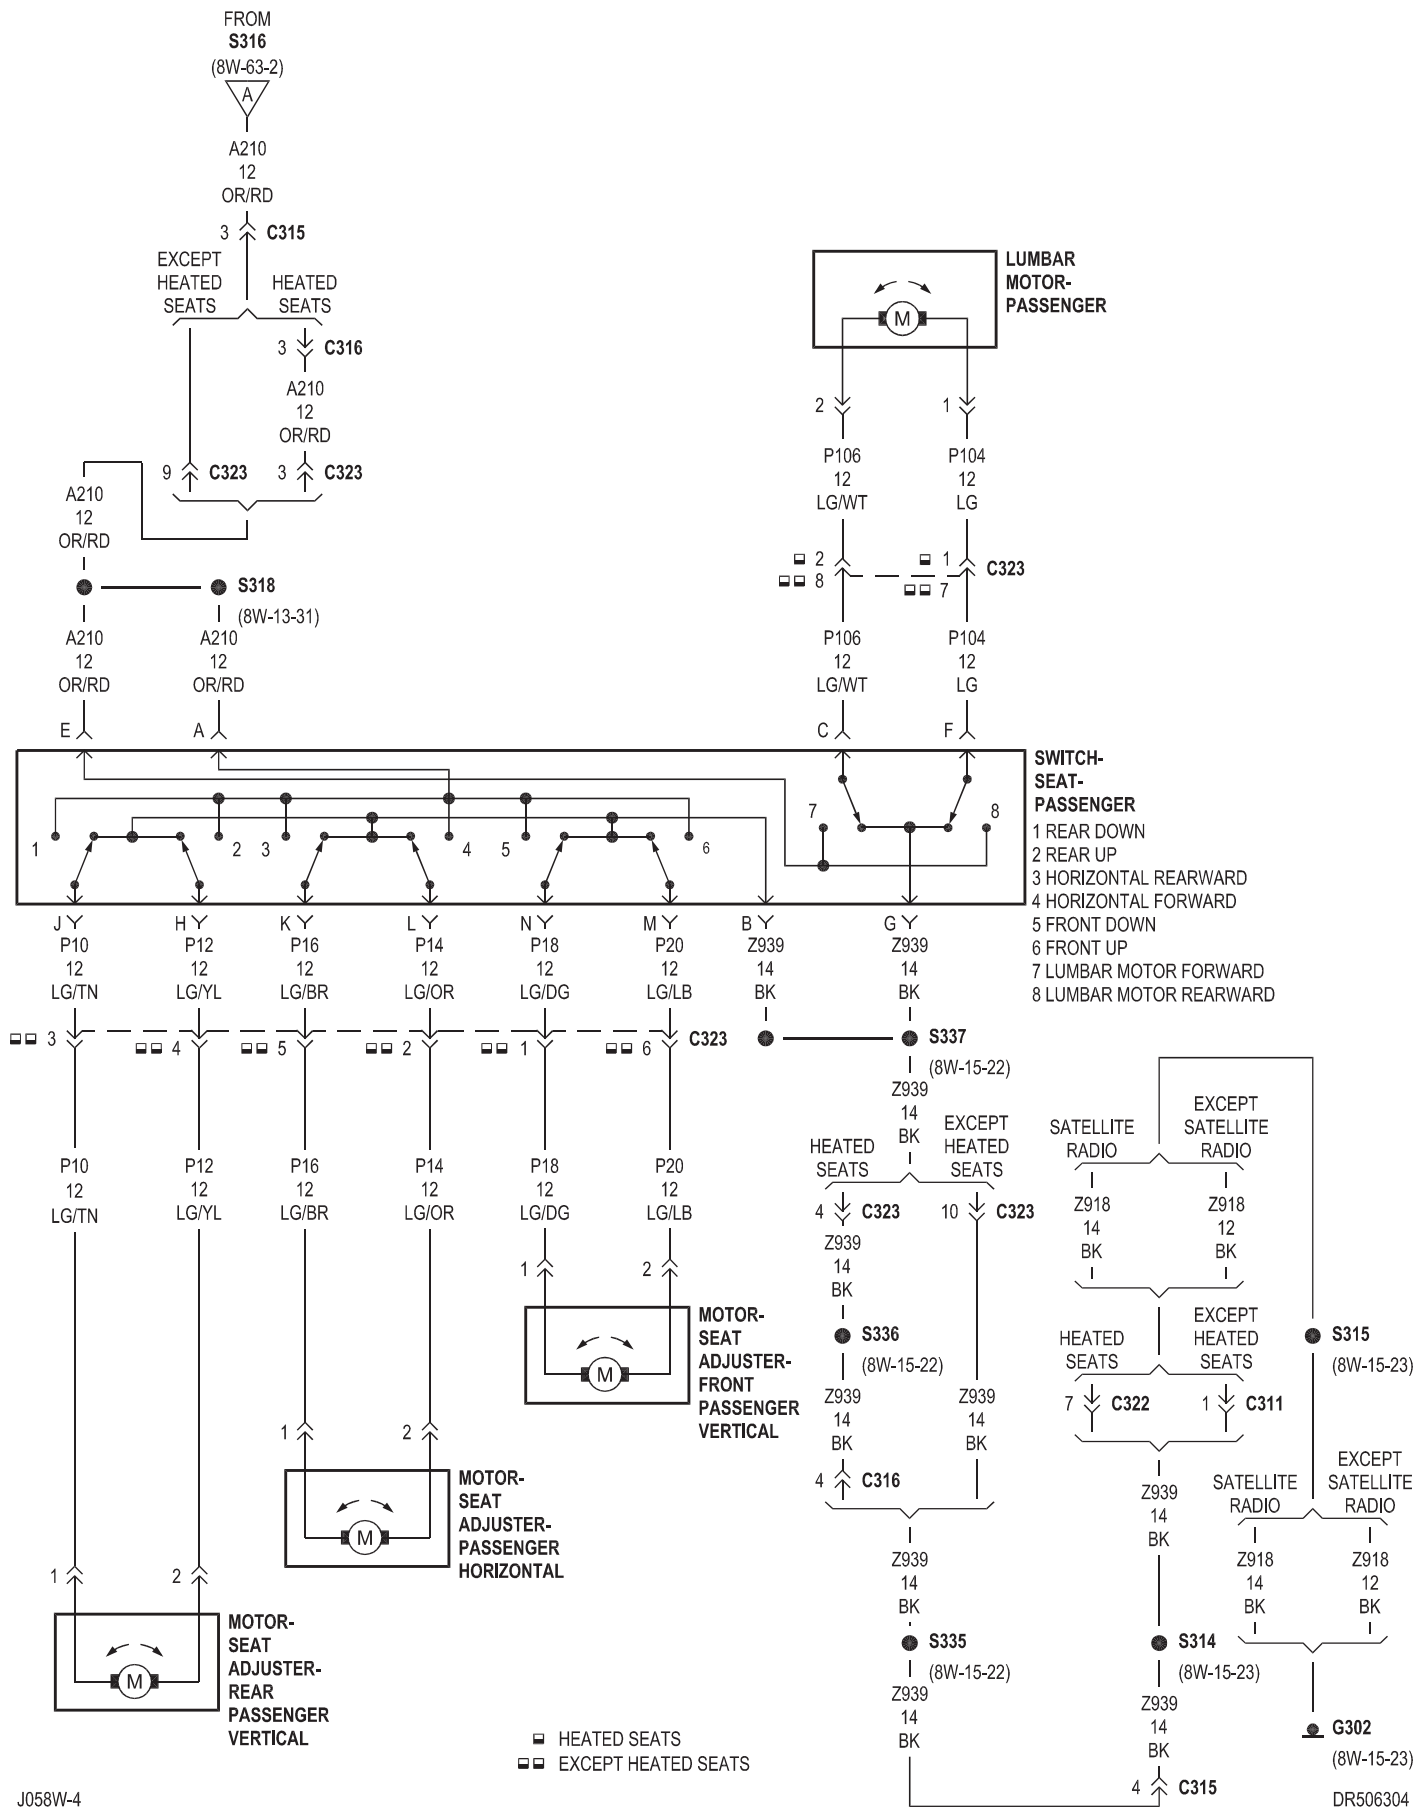 FROM
S316
(8W-63-2)
A
A210
12
OR/RD
3 C315
EXCEPT
HEATED
SEATS
HEATED
SEATS
3 C316
A210
12
OR/RD
9 C323
3 C323
A210
12
OR/RD
S318
(8W-13-31)
A210
12
OR/RD
A210
12
OR/RD
E
A
LUMBAR
MOTOR-
PASSENGER
M
2
1
P106
12
LG/WT
P104
12
LG
2
8
1
7
C323
P106
12
LG/WT
P104
12
LG
C
F
SWITCH-
SEAT-
PASSENGER
1 REAR DOWN
2 REAR UP
3 HORIZONTAL REARWARD
4 HORIZONTAL FORWARD
5 FRONT DOWN
6 FRONT UP
7 LUMBAR MOTOR FORWARD
8 LUMBAR MOTOR REARWARD
1
2
3
4
5
6
7
8
J
H
K
L
N
M
B
G
P10
12
LG/TN
P12
12
LG/YL
P16
12
LG/BR
P14
12
LG/OR
P18
12
LG/DG
P20
12
LG/LB
Z939
14
BK
Z939
14
BK
3
4
5
2
1
6
C323
S337
(8W-15-22)
P10
12
LG/TN
P12
12
LG/YL
P16
12
LG/BR
P14
12
LG/OR
P18
12
LG/DG
P20
12
LG/LB
1
2
M
MOTOR-
SEAT
ADJUSTER-
FRONT
PASSENGER
VERTICAL
1
2
M
MOTOR-
SEAT
ADJUSTER-
PASSENGER
HORIZONTAL
1
2
M
MOTOR-
SEAT
ADJUSTER-
REAR
PASSENGER
VERTICAL
Z939
14
BK
HEATED
SEATS
EXCEPT
HEATED
SEATS
4 C323
10 C323
Z939
14
BK
S336
(8W-15-22)
Z939
14
BK
Z939
14
BK
4 C316
Z939
14
BK
S335
(8W-15-22)
Z939
14
BK
SATELLITE
RADIO
EXCEPT
SATELLITE
RADIO
Z918
14
BK
Z918
12
BK
HEATED
SEATS
EXCEPT
HEATED
SEATS
7 C322
1 C311
Z939
14
BK
S314
(8W-15-23)
Z939
14
BK
4 C315
S315
(8W-15-23)
SATELLITE
RADIO
EXCEPT
SATELLITE
RADIO
Z918
14
BK
Z918
12
BK
G302
(8W-15-23)
HEATED SEATS
EXCEPT HEATED SEATS
J058W-4
DR506304